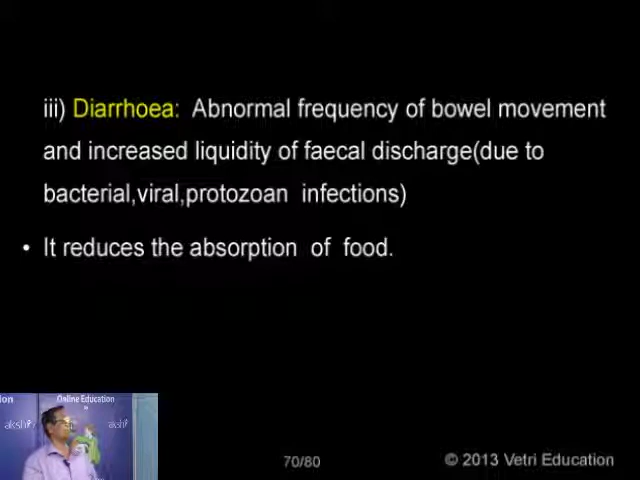 iii) Diarrhoea: Abnormal frequency of bowel movement
and increased liquidity of faecal discharge(due to
bacterial,viral,protozoan infections)
• It reduces the absorption of food.
Online Education
70/80
© 2013 Vetri Education